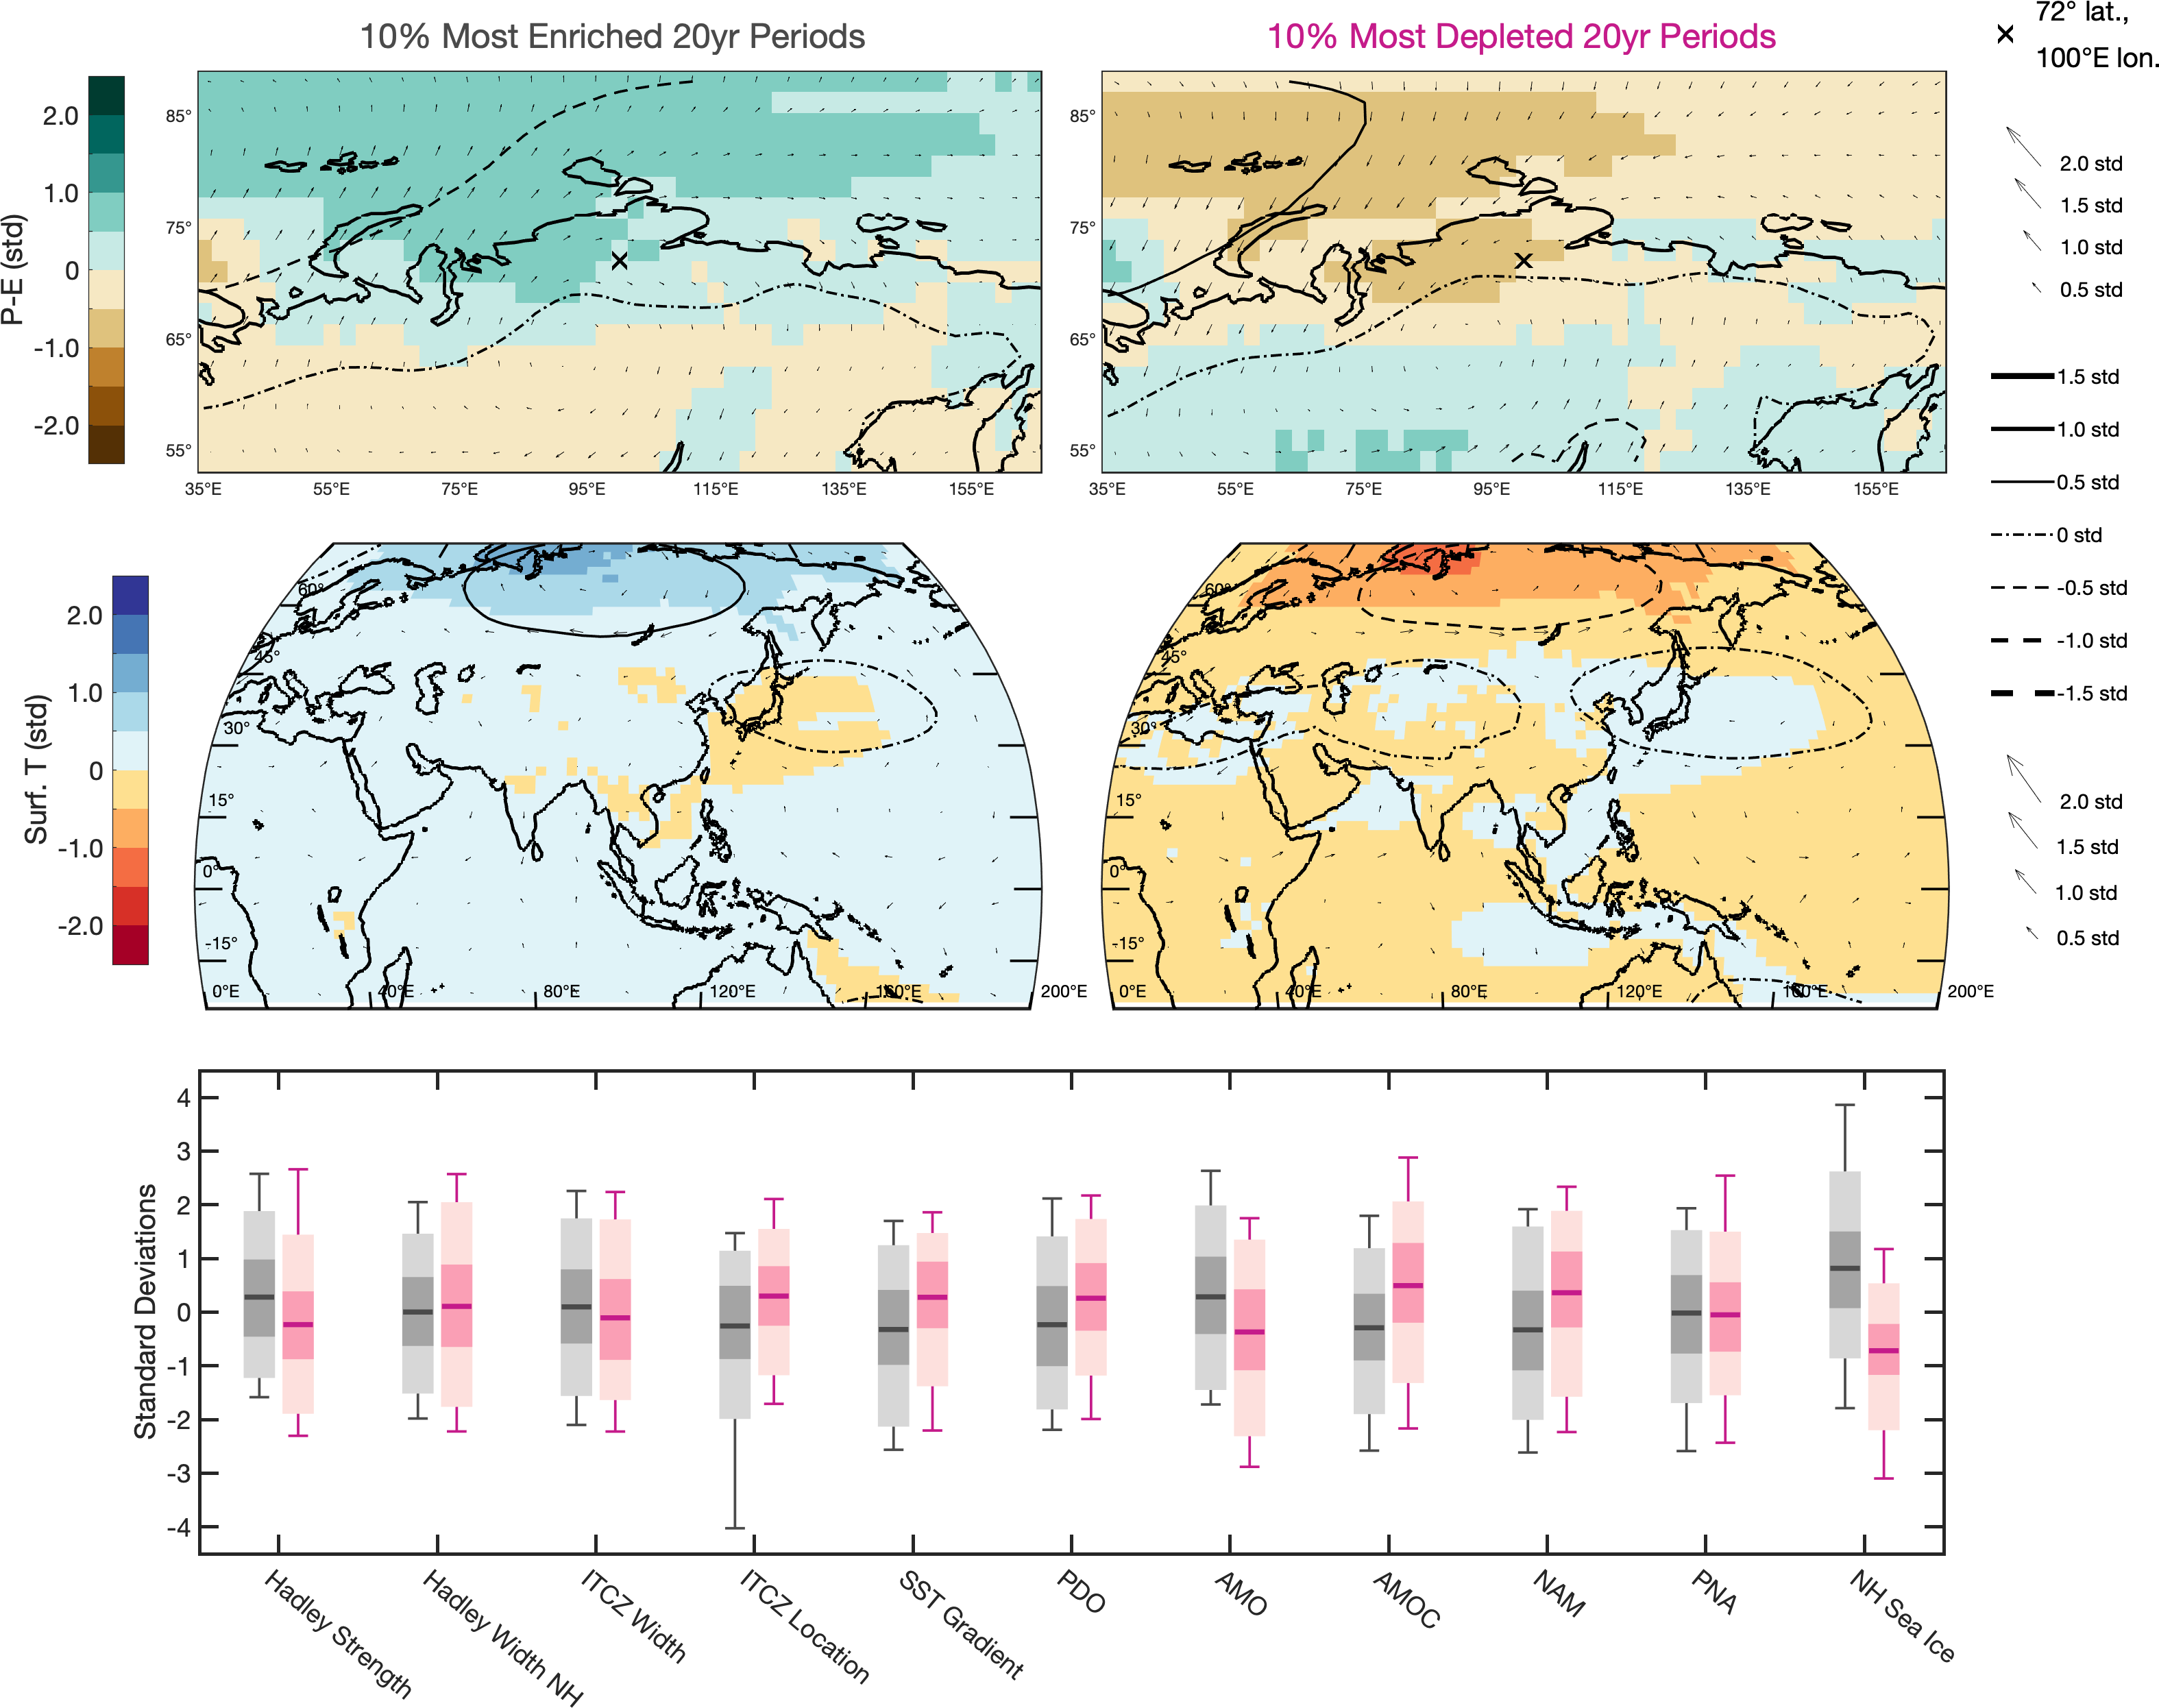 10% Most Enriched 20yr Periods
10% Most Depleted 20yr Periods
72° lat.,
100°E lon.
P-E (std)
2.0
1.0
0
-1.0
-2.0
85°
75°
65°
55°
35°E 55°E 75°E 95°E 115°E 135°E 155°E
85°
75°
65°
55°
35°E 55°E 75°E 95°E 115°E 135°E 155°E
2.0 std
1.5 std
1.0 std
0.5 std
1.5 std
1.0 std
0.5 std
0 std
-0.5 std
-1.0 std
-1.5 std
Surf. T (std)
2.0
1.0
0
-1.0
-2.0
60°
45°
30°
15°
0°
-15°
0°E 40°E 80°E 120°E 160°E 200°E
60°
45°
30°
15°
0°
-15°
0°E 40°E 80°E 120°E 160°E 200°E
2.0 std
1.5 std
1.0 std
0.5 std
Standard Deviations
4
3
2
1
0
-1
-2
-3
-4
Hadley Strength
Hadley Width NH
ITCZ Width
ITCZ Location
SST Gradient
PDO
AMO
AMOC
NAM
PNA
NH Sea Ice